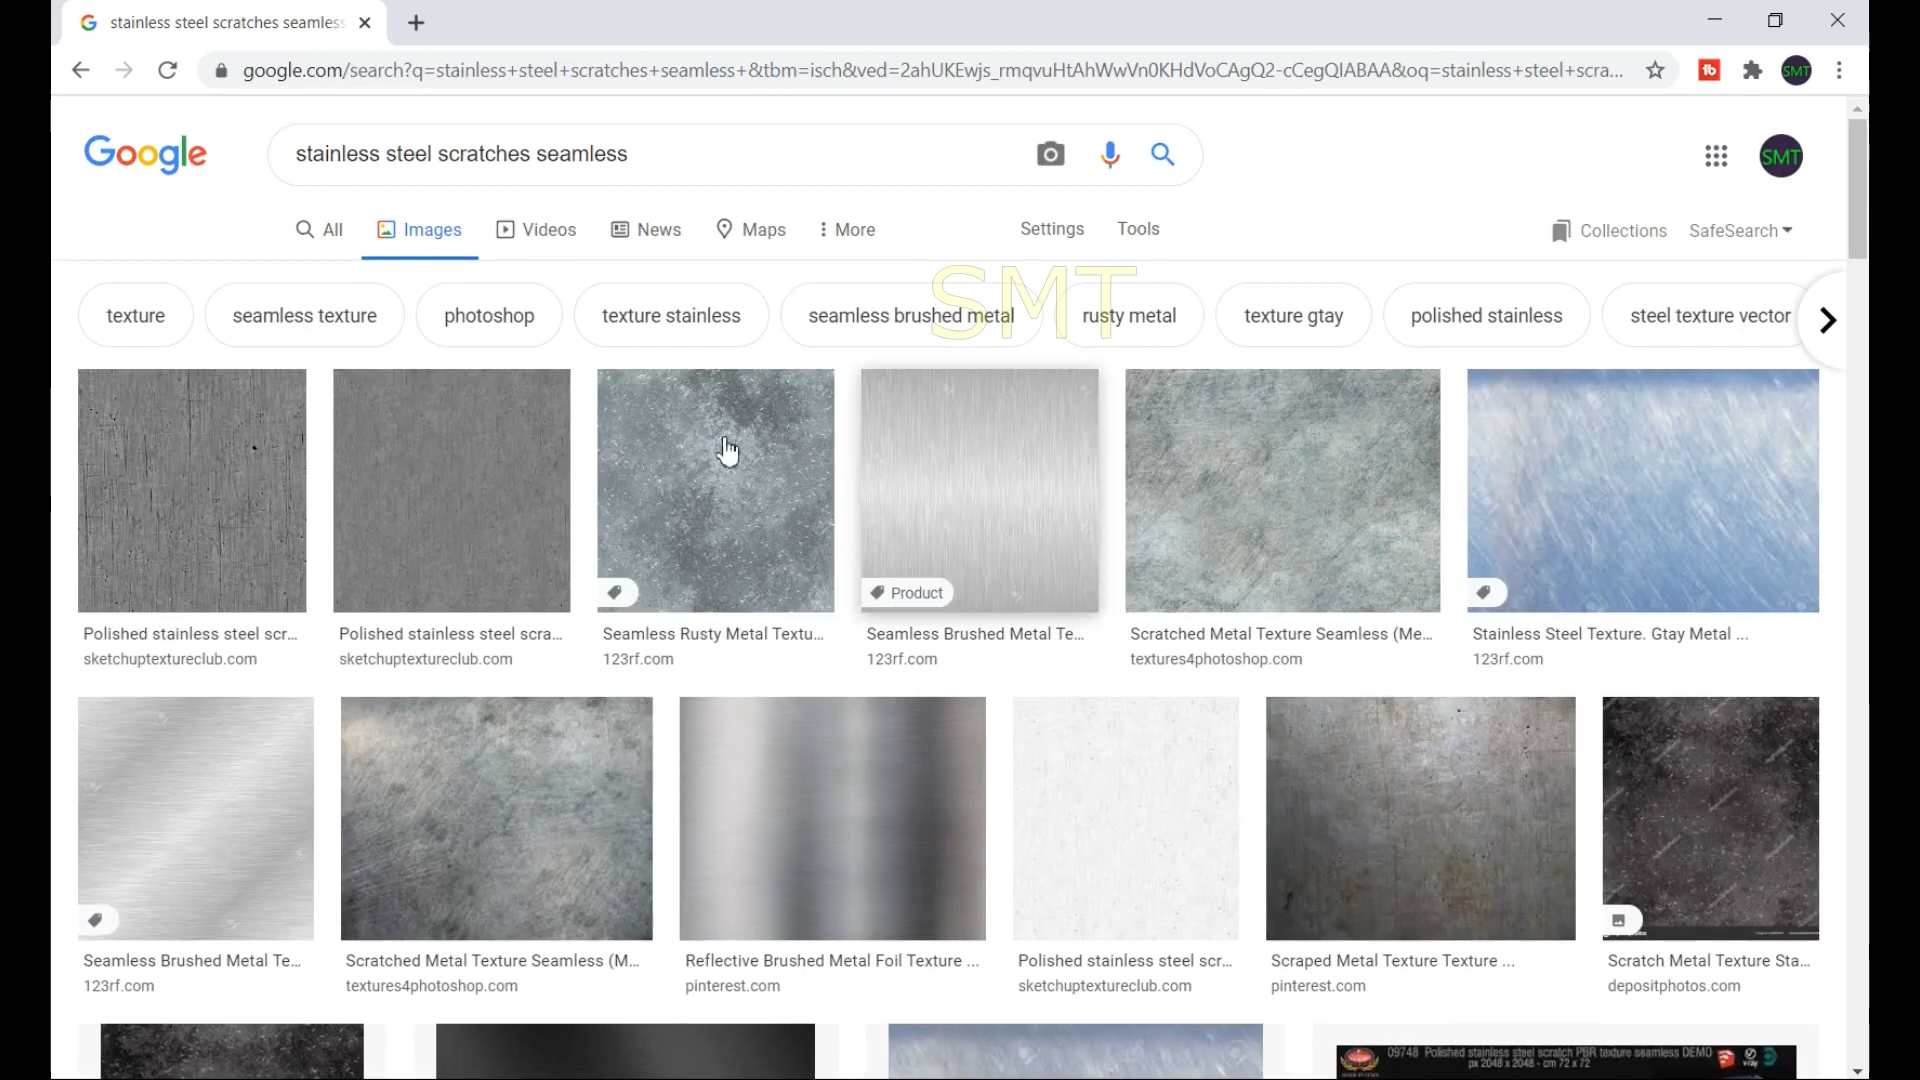 stainless steel scratches seamless
google.com/search?q=stainless+steel+scratches+seamless+&tbm=isch&ved=2ahUKEwjs_rmqvuHtAhWwVn0KHdVoCAgQ2-cCegQIABAA&oq=stainless+steel+scra...
SMT
Google
stainless steel scratches seamless
SMT
All
Images
Videos
News
Maps
More
Settings
Tools
Collections
SafeSearch
SMT
texture
seamless texture
photoshop
texture stainless
seamless brushed metal
rusty metal
texture gtay
polished stainless
steel texture vector
Product
Polished stainless steel scr...
sketchuptextureclub.com
Polished stainless steel scra...
sketchuptextureclub.com
Seamless Rusty Metal Textu...
123rf.com
Seamless Brushed Metal Te...
123rf.com
Scratched Metal Texture Seamless (Me...
textures4photoshop.com
Stainless Steel Texture. Gtay Metal ...
123rf.com
Seamless Brushed Metal Te...
123rf.com
Scratched Metal Texture Seamless (M...
textures4photoshop.com
Reflective Brushed Metal Foil Texture ...
pinterest.com
Polished stainless steel scr...
sketchuptextureclub.com
Scraped Metal Texture Texture ...
pinterest.com
Scratch Metal Texture Sta...
depositphotos.com
09748 Polished stainless steel scratch PBR texture seamless DEMO
px 2048 x 2048 - cm 72 x 72